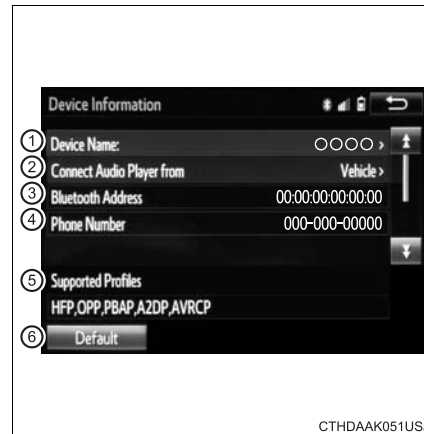 Device Information
① Device Name: ○○○○ ›
② Connect Audio Player from Vehicle ›
③ Bluetooth Address 00:00:00:00:00:00
④ Phone Number 000-000-00000
⑤ Supported Profiles
HFP,OPP,PBAP,A2DP,AVRCP
⑥ Default
CTHDAAK051US